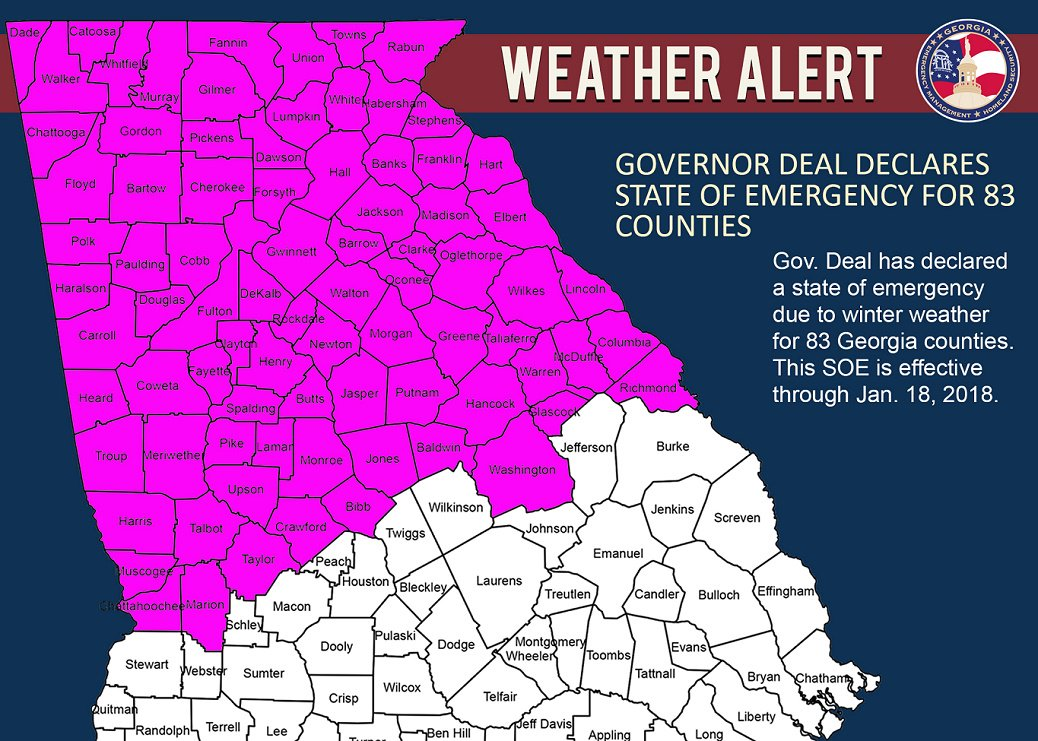 WEATHER ALERT
GEORGIA
EMERGENCY MANAGEMENT ★ HOMELAND SECURITY
GOVERNOR DEAL DECLARES
STATE OF EMERGENCY FOR 83
COUNTIES
Gov. Deal has declared
a state of emergency
due to winter weather
for 83 Georgia counties.
This SOE is effective
through Jan. 18, 2018.
Dade
Catoosa
Whitfield
Walker
Murray
Fannin
Gilmer
Union
Towns
Rabun
White
Habersham
Stephens
Lumpkin
Chattooga
Gordon
Pickens
Dawson
Hall
Banks
Franklin
Hart
Floyd
Bartow
Cherokee
Forsyth
Jackson
Madison
Elbert
Polk
Paulding
Cobb
Gwinnett
Barrow
Clarke
Oglethorpe
Oconee
Haralson
Douglas
Fulton
DeKalb
Walton
Wilkes
Lincoln
Carroll
Rockdale
Clayton
Newton
Morgan
Greene
Taliaferro
Columbia
McDuffie
Fayette
Henry
Warren
Richmond
Heard
Coweta
Spalding
Butts
Jasper
Putnam
Hancock
Glascock
Troup
Meriwether
Pike
Lamar
Monroe
Jones
Baldwin
Washington
Jefferson
Burke
Upson
Bibb
Wilkinson
Harris
Talbot
Crawford
Twiggs
Johnson
Jenkins
Screven
Taylor
Peach
Emanuel
Muscogee
Houston
Bleckley
Laurens
Treutlen
Candler
Bulloch
Effingham
Chattahoochee
Marion
Macon
Schley
Dooly
Pulaski
Dodge
Montgomery
Wheeler
Toombs
Evans
Tattnall
Bryan
Chatham
Stewart
Webster
Sumter
Crisp
Wilcox
Telfair
Quitman
Randolph
Terrell
Lee
Turner
Ben Hill
Jeff Davis
Appling
Long
Liberty